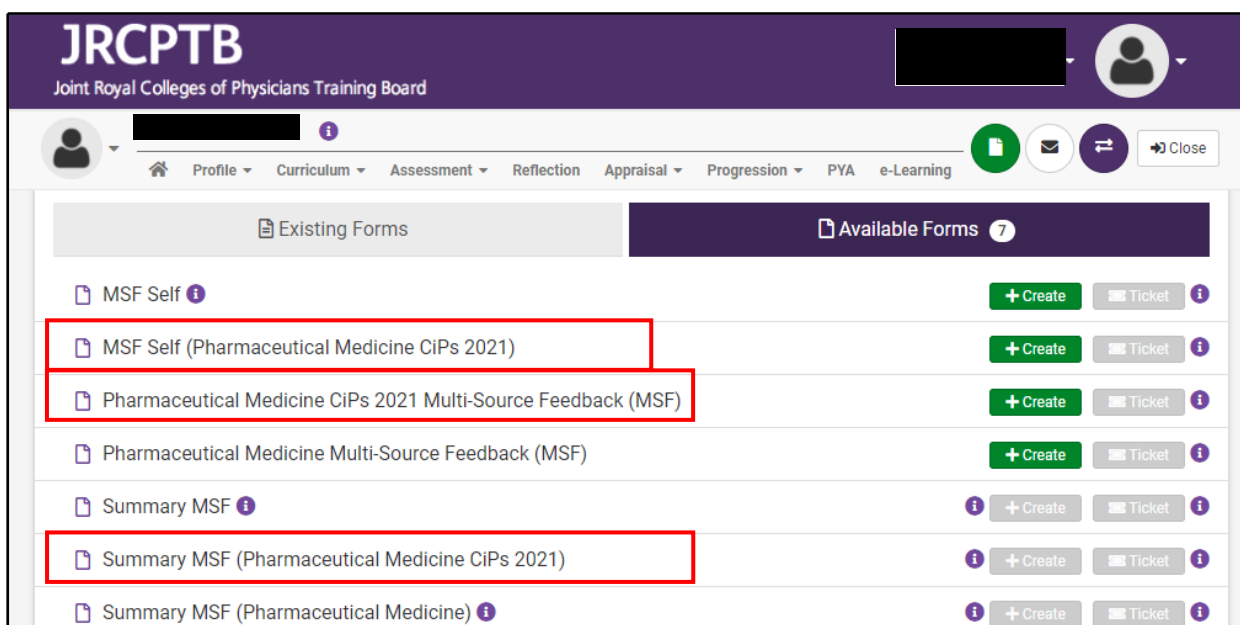 JRCPTB
Joint Royal Colleges of Physicians Training Board
Profile Curriculum Assessment Reflection Appraisal Progression PYA e-Learning
Close
Existing Forms
Available Forms 7
MSF Self
+ Create Ticket
MSF Self (Pharmaceutical Medicine CiPs 2021)
+ Create Ticket
Pharmaceutical Medicine CiPs 2021 Multi-Source Feedback (MSF)
+ Create Ticket
Pharmaceutical Medicine Multi-Source Feedback (MSF)
+ Create Ticket
Summary MSF
+ Create Ticket
Summary MSF (Pharmaceutical Medicine CiPs 2021)
+ Create Ticket
Summary MSF (Pharmaceutical Medicine)
+ Create Ticket